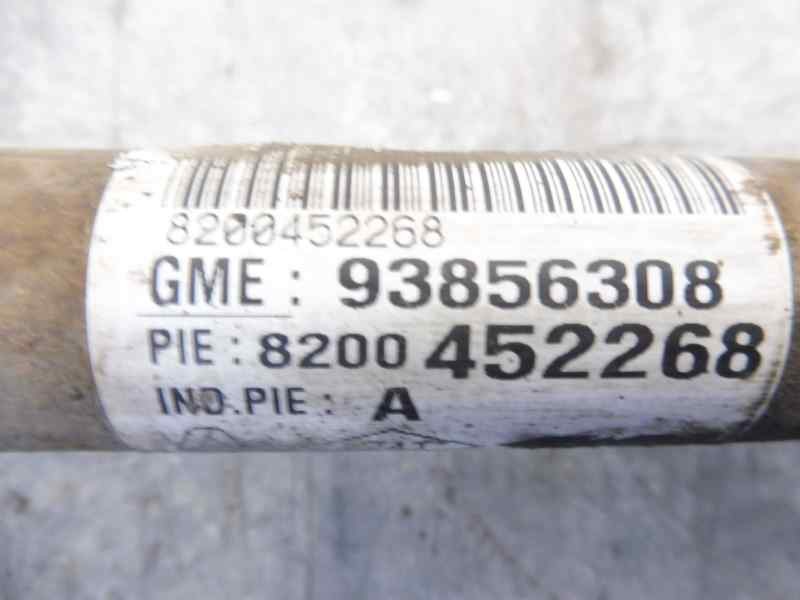 8200452268
GME : 93856308
PIE : 8200 452268
IND.PIE : A